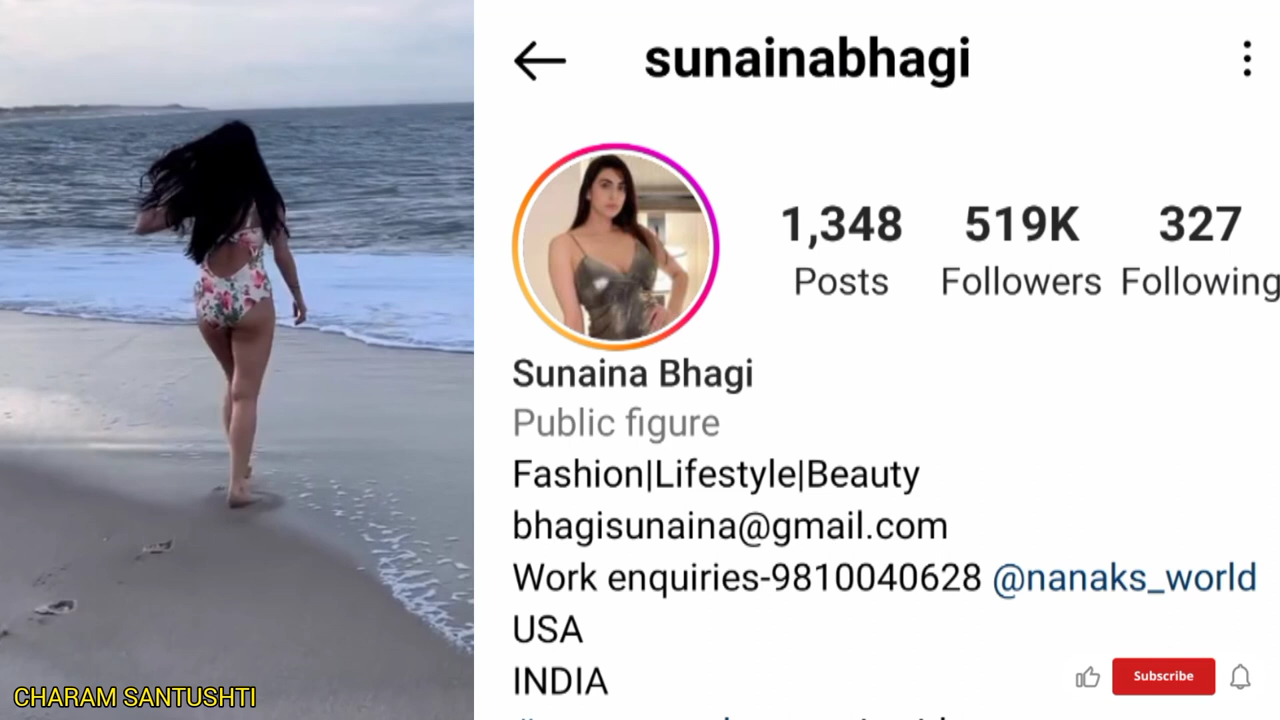 sunainabhagi
1,348 519K 327
Posts Followers Following
Sunaina Bhagi
Public figure
Fashion|Lifestyle|Beauty
bhagisunaina@gmail.com
Work enquiries-9810040628 @nanaks_world
USA
INDIA
Subscribe
CHARAM SANTUSHTI